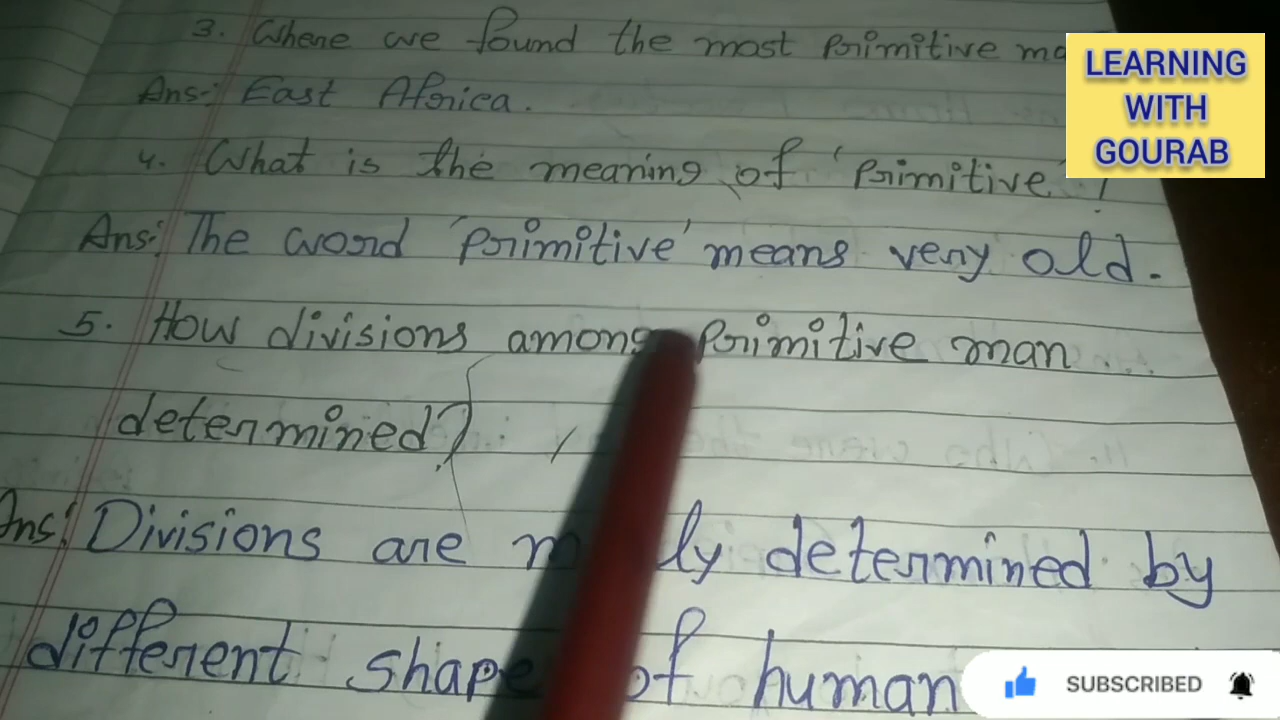 3. Where we found the most Primitive
Ans:- East Africa.
4. What is the meaning of 'Primitive'?
Ans: The word 'Primitive' means very old.
5. How divisions among Primitive man
determined?
Ans: Divisions are determined by
different shape of human
LEARNING
WITH
GOURAB
SUBSCRIBED